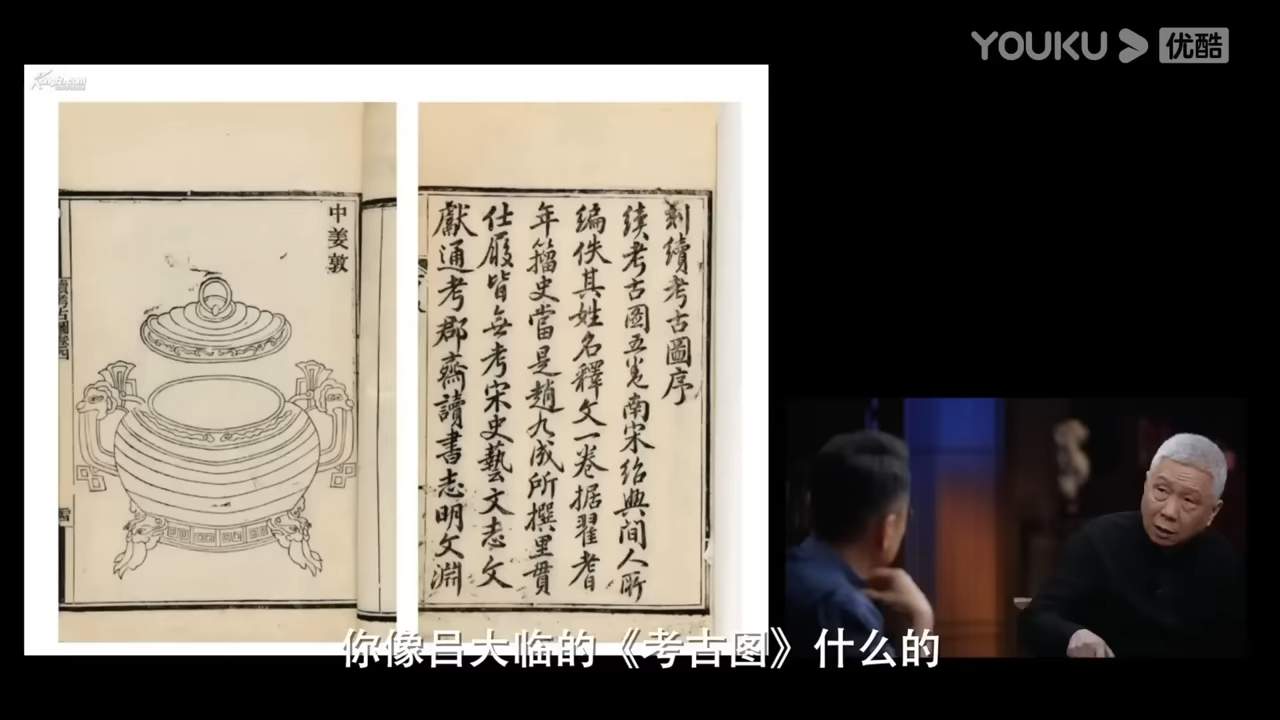 YOUKU 优酷
中姜敦
續考古圖卷四
刻續考古圖序
續考古圖五卷南宋紹興間人所
編佚其姓名釋文一卷据翟耆
年籀史當是趙九成所撰里貫
仕履皆無考宋史藝文志文
獻通考郡齋讀書志明文淵
你像吕大临的《考古图》什么的